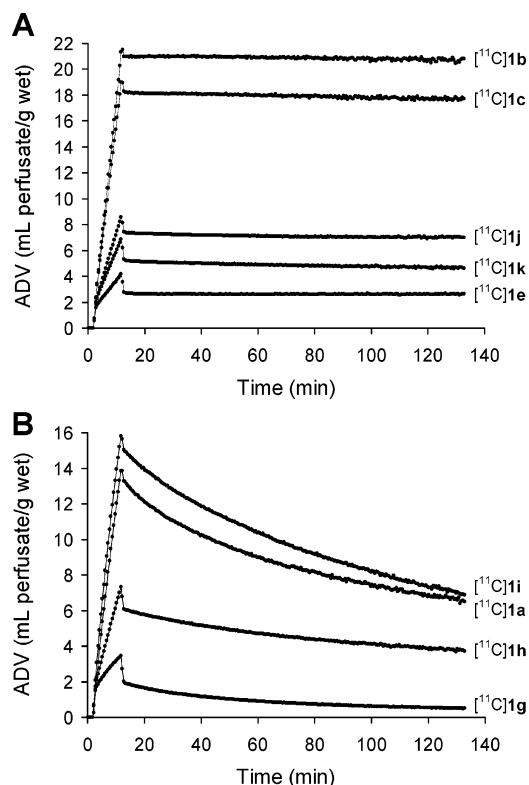 A
ADV (mL perfusate/g wet)
22
20
18
16
14
12
10
8
6
4
2
0
[¹¹C]1b
[¹¹C]1c
[¹¹C]1j
[¹¹C]1k
[¹¹C]1e
0 20 40 60 80 100 120 140
Time (min)
B
ADV (mL perfusate/g wet)
16
14
12
10
8
6
4
2
0
[¹¹C]1i
[¹¹C]1a
[¹¹C]1h
[¹¹C]1g
0 20 40 60 80 100 120 140
Time (min)